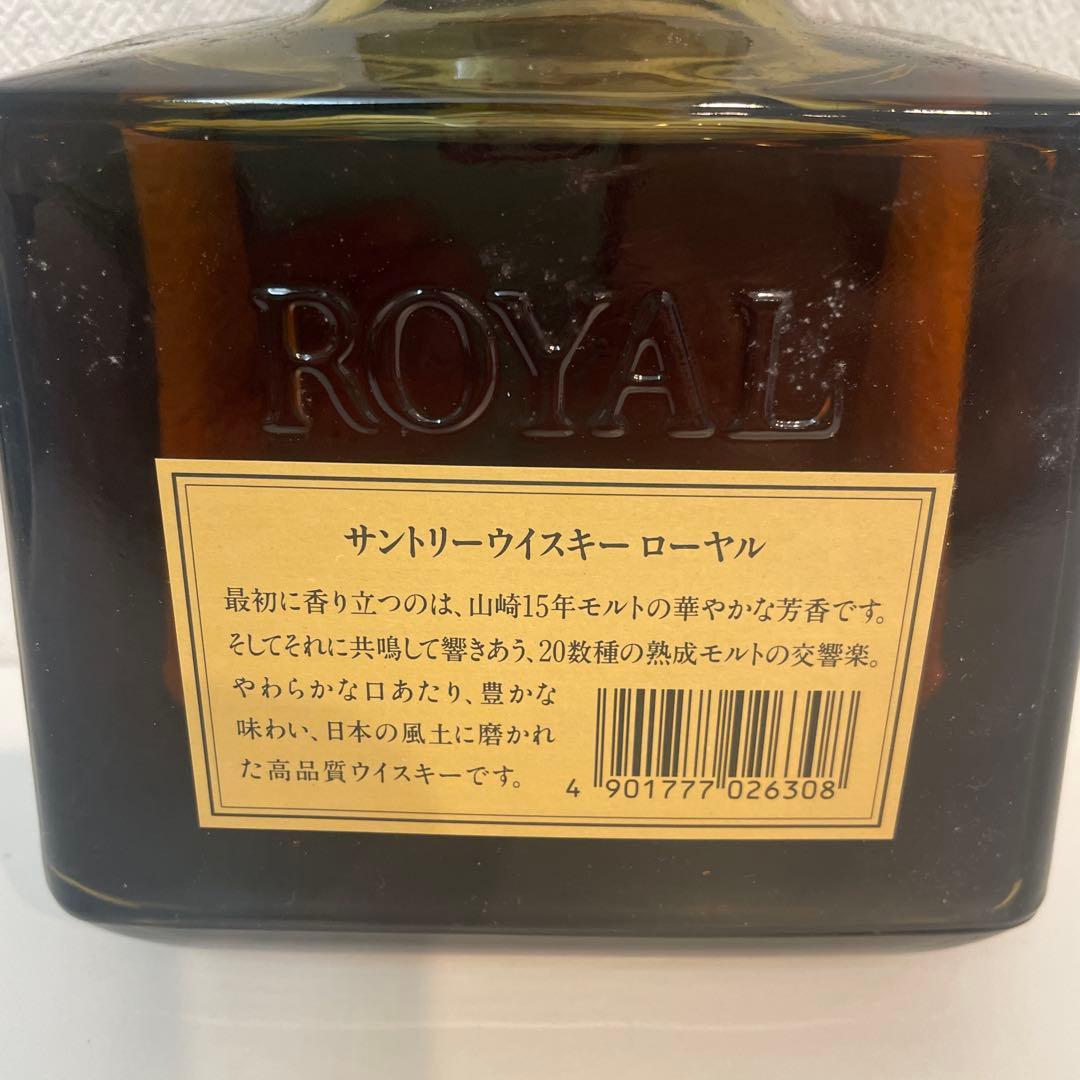 ROYAL
サントリーウイスキー ローヤル
最初に香り立つのは、山崎15年モルトの華やかな芳香です。
そしてそれに共鳴して響きあう、20数種の熟成モルトの交響楽。
やわらかな口あたり、豊かな
味わい、日本の風土に磨かれ
た高品質ウイスキーです。
4 901777 026308